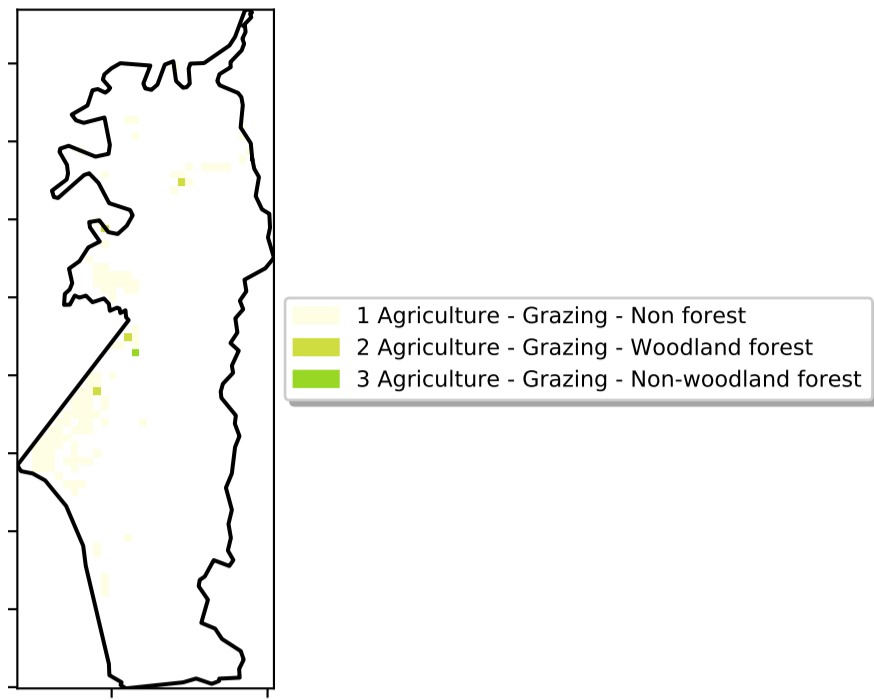 1 Agriculture - Grazing - Non forest
2 Agriculture - Grazing - Woodland forest
3 Agriculture - Grazing - Non-woodland forest